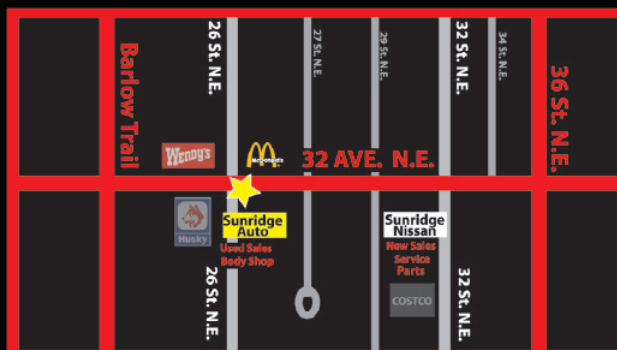 Barlow Trail
26 St. N.E.
27 St. N.E.
29 St. N.E.
32 St. N.E.
34 St. N.E.
36 St. N.E.
WENDY'S
McDonald's
32 AVE. N.E.
Husky
Sunridge
Auto
Used Sales
Body Shop
Sunridge
Nissan
New Sales
Service
Parts
COSTCO
26 St. N.E.
32 St. N.E.